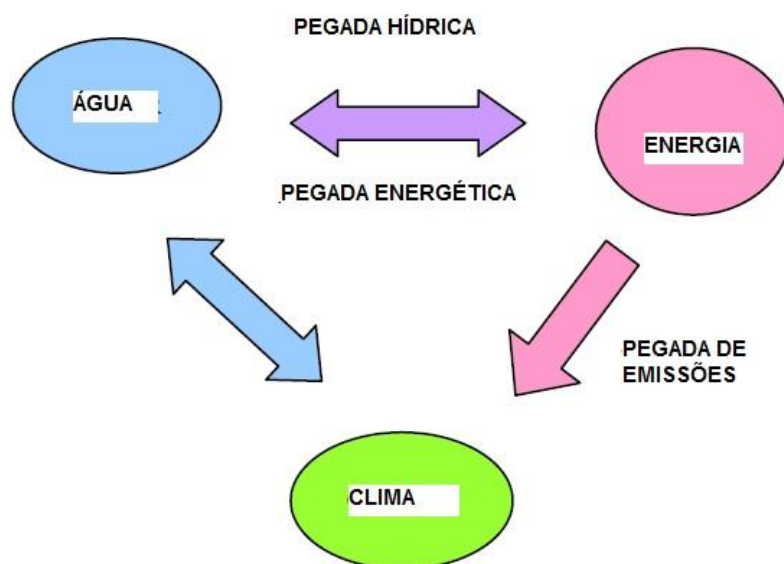 PEGADA HÍDRICA
ÁGUA
ENERGIA
PEGADA ENERGÉTICA
PEGADA DE
EMISSÕES
CLIMA